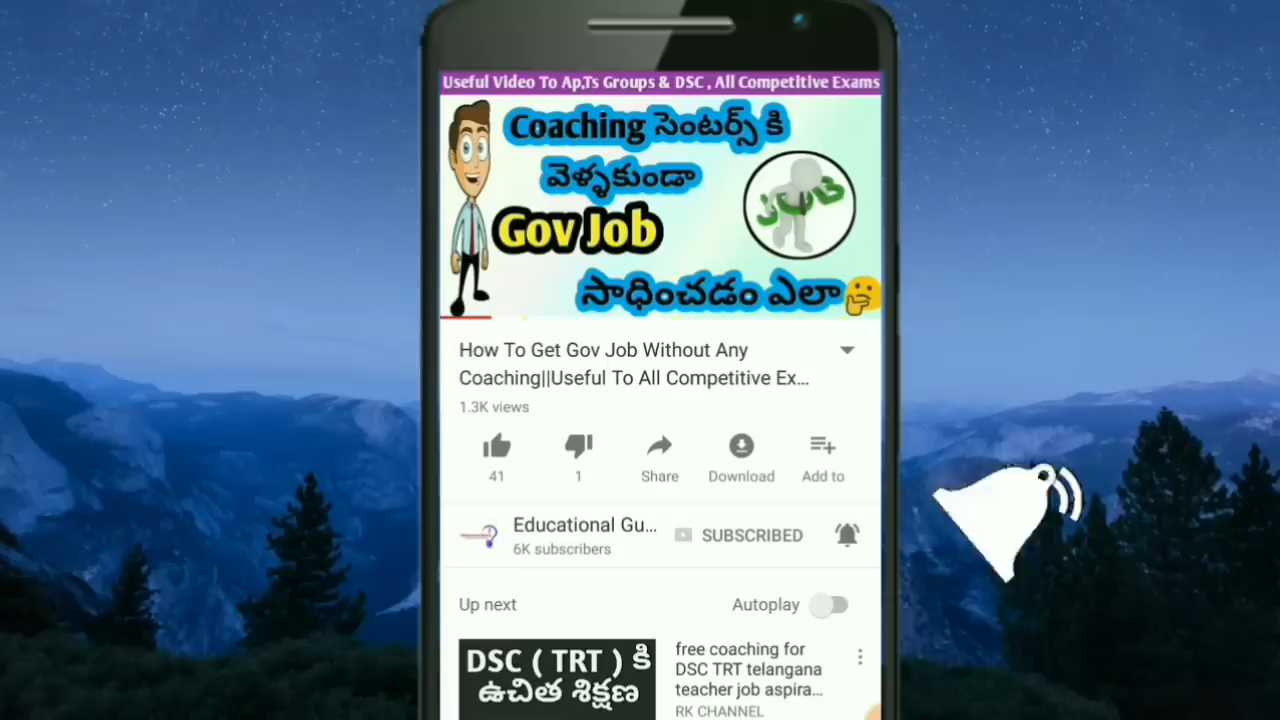 Useful Video To Ap,Ts Groups & DSC , All Competitive Exams
Coaching సెంటర్స్ కి
వెళ్ళకుండా
Gov Job
JOB
సాధించడం ఎలా
How To Get Gov Job Without Any
Coaching||Useful To All Competitive Ex...
1.3K views
41
1
Share
Download
Add to
Educational Gu...
SUBSCRIBED
6K subscribers
Up next
Autoplay
DSC ( TRT ) కి
ఉచిత శిక్షణ
free coaching for
DSC TRT telangana
teacher job aspira...
RK CHANNEL